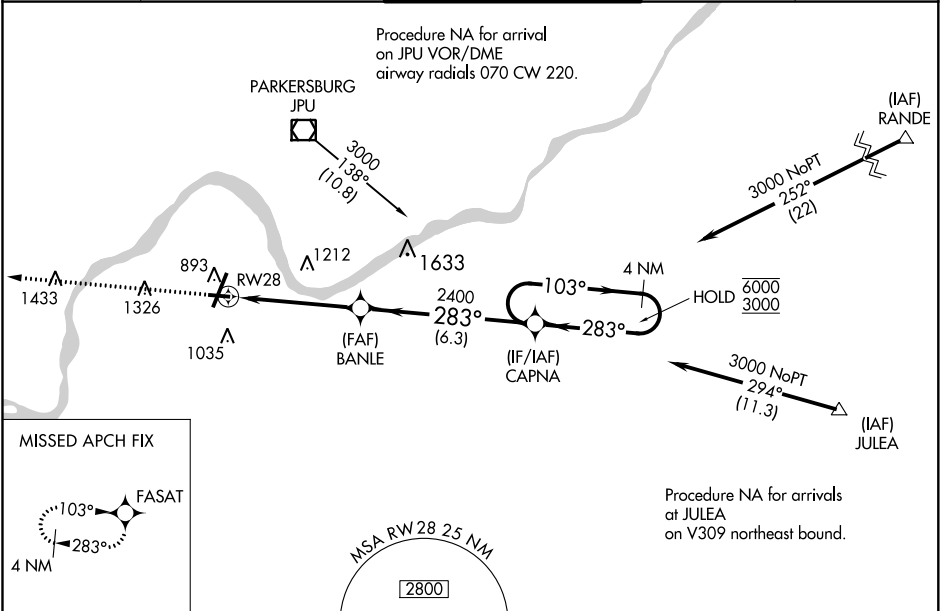 Procedure NA for arrival
on JPU VOR/DME
airway radials 070 CW 220.
PARKERSBURG
JPU
3000
138°
(10.8)
(IAF)
RANDE
3000 NoPT
252°
(22)
1212
1633
893
RW28
1433
1326
1035
2400
283°
(6.3)
(FAF)
BANLE
(IF/IAF)
CAPNA
4 NM
103°
283°
HOLD
6000
3000
3000 NoPT
294°
(11.3)
(IAF)
JULEA
Procedure NA for arrivals
at JULEA
on V309 northeast bound.
MISSED APCH FIX
FASAT
103°
283°
4 NM
MSA RW28 25 NM
2800